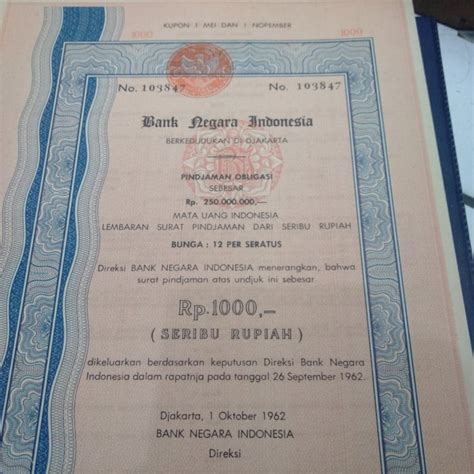 KUPON 1 MEI DAN 1 NOPEMBER
1000 1000
No. 103847 No. 103847
Bank Negara Indonesia
BERKEDUDUKAN DI DJAKARTA
PINDJAMAN OBLIGASI
SEBESAR
Rp. 250.000.000,—
MATA UANG INDONESIA
LEMBARAN SURAT PINDJAMAN DARI SERIBU RUPIAH
BUNGA : 12 PER SERATUS
Direksi BANK NEGARA INDONESIA menerangkan, bahwa
surat pindjaman atas undjuk ini sebesar
Rp.1000,—
( SERIBU RUPIAH )
dikeluarkan berdasarkan keputusan Direksi Bank Negara
Indonesia dalam rapatnja pada tanggal 26 September 1962.
Djakarta, 1 Oktober 1962
BANK NEGARA INDONESIA
Direksi